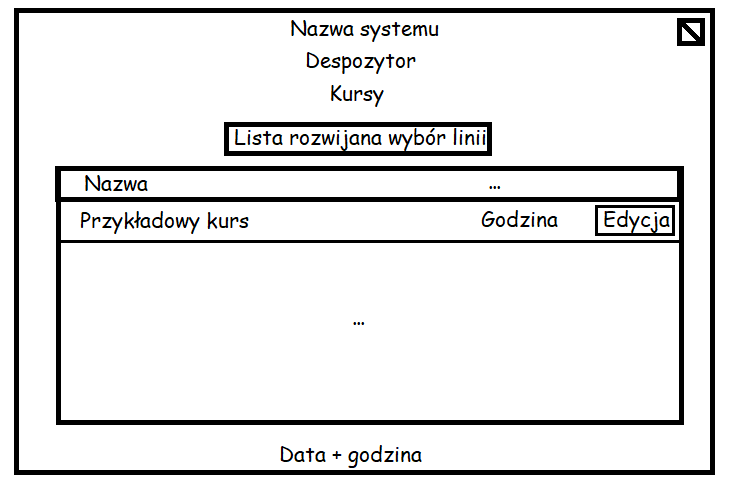 Nazwa systemu
Despozytor
Kursy
Lista rozwijana wybór linii
Nazwa ...
Przykładowy kurs Godzina Edycja
...
Data + godzina